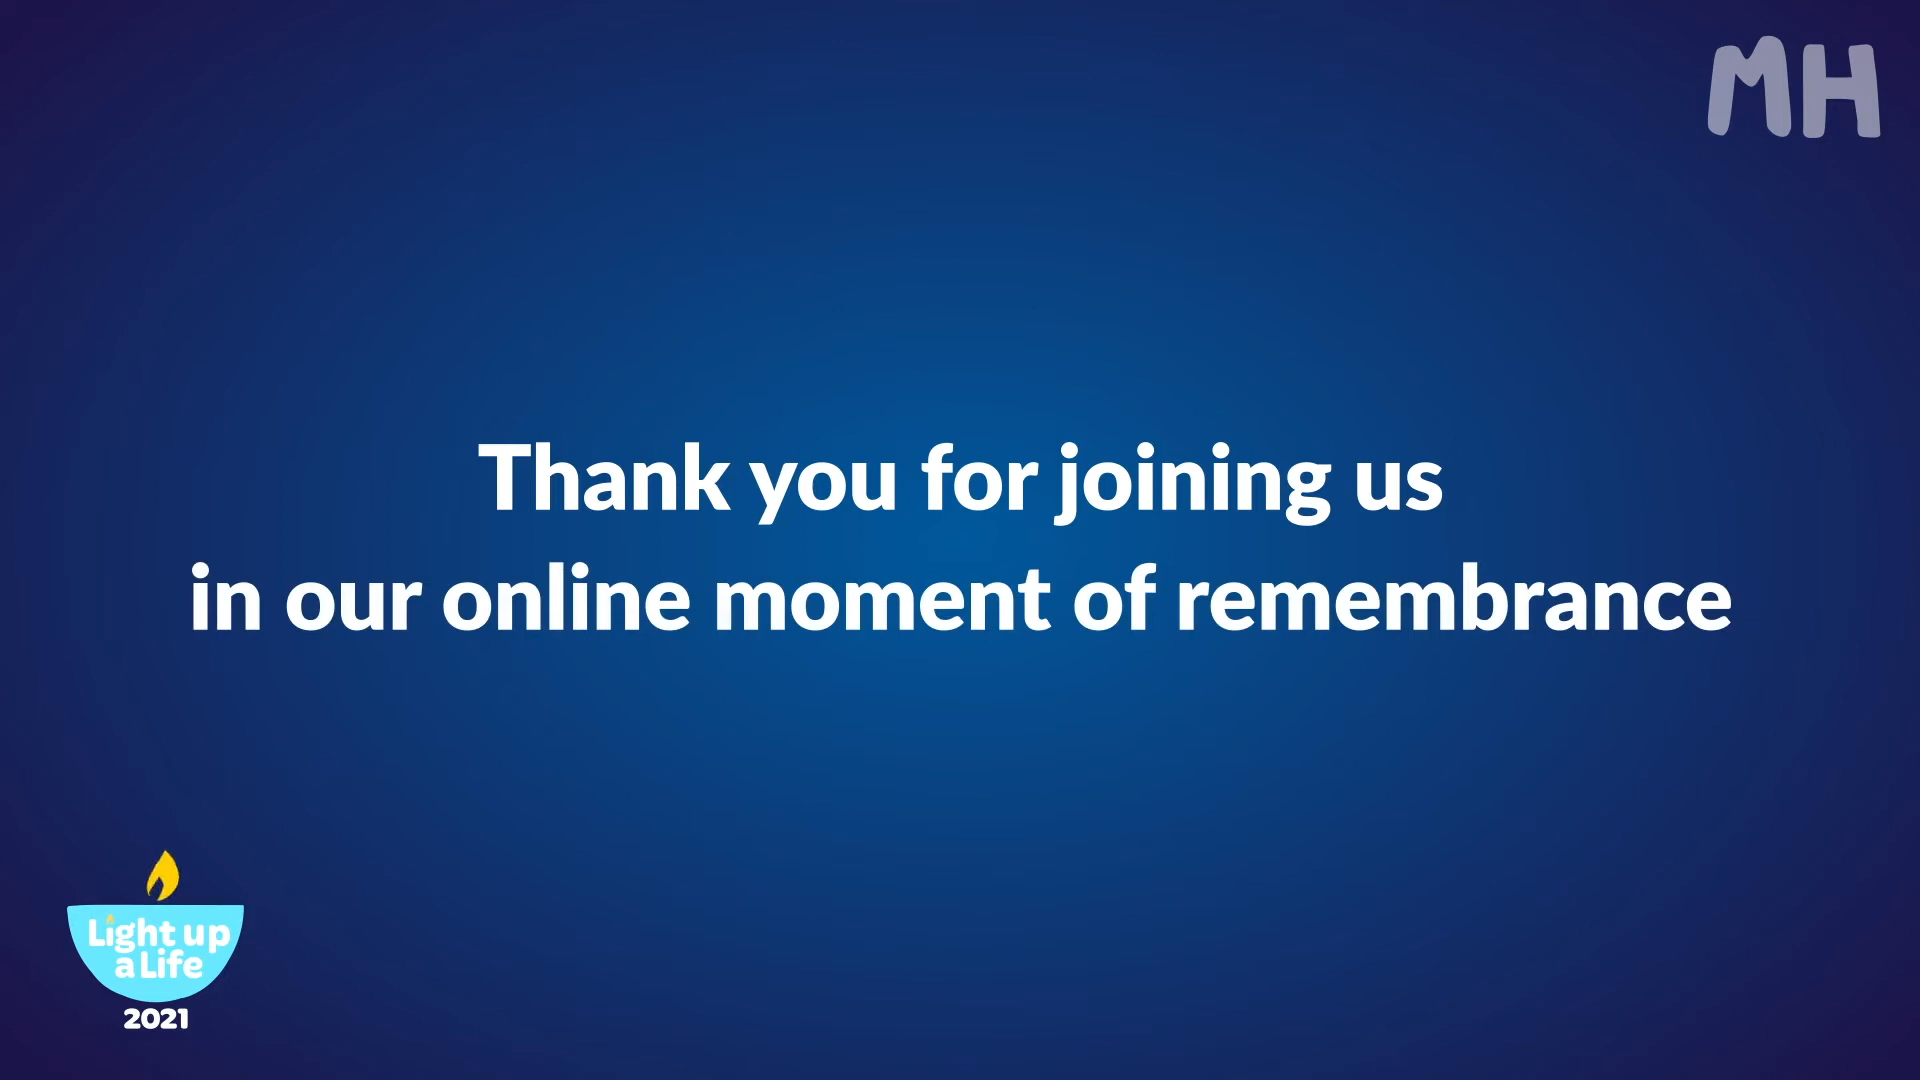 MH
Thank you for joining us
in our online moment of remembrance
Light up
a Life
2021